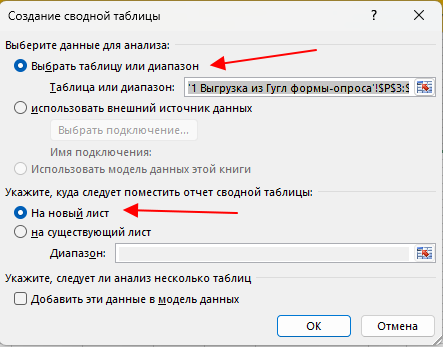 Создание сводной таблицы
Выберите данные для анализа:
Выбрать таблицу или диапазон
Таблица или диапазон: '1 Выгрузка из Гугл формы-опроса'!$P$3:$
использовать внешний источник данных
Выбрать подключение...
Имя подключения:
Использовать модель данных этой книги
Укажите, куда следует поместить отчет сводной таблицы:
На новый лист
на существующий лист
Диапазон:
Укажите, следует ли анализ несколько таблиц
Добавить эти данные в модель данных
ОК Отмена